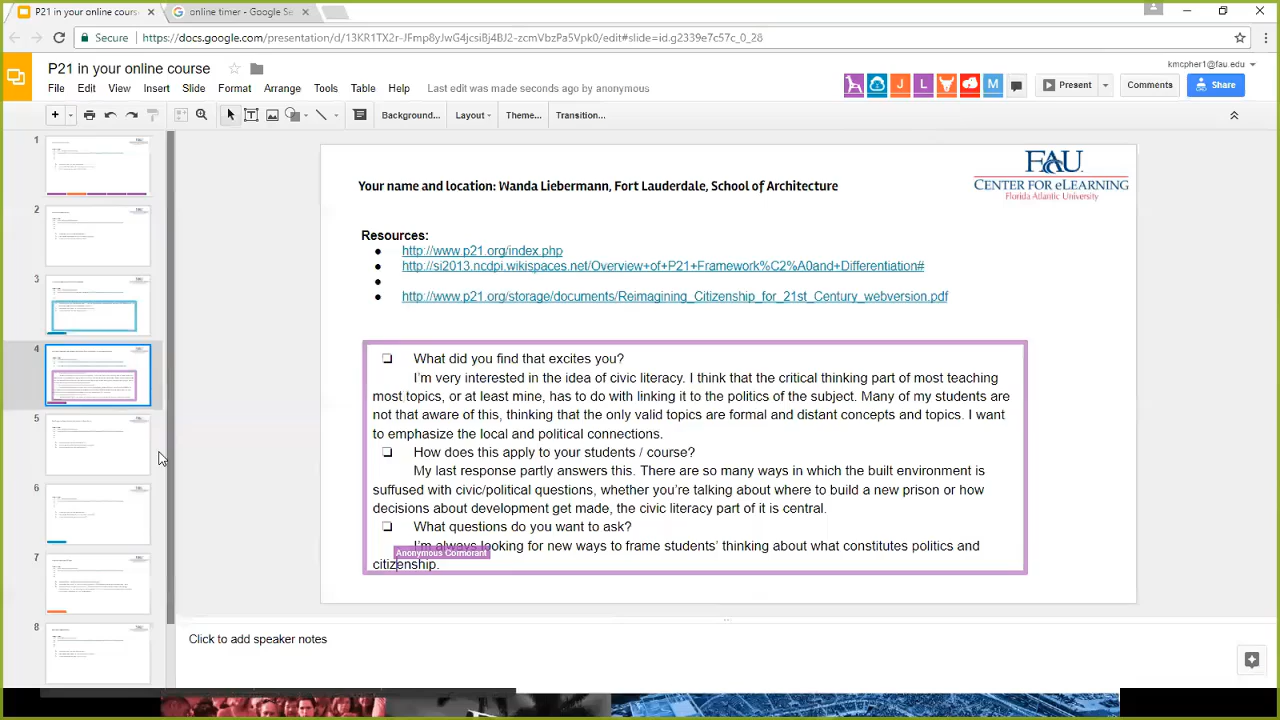 P21 in your online cours
online timer - Google Se
Secure
https://docs.google.com/presentation/d/13KR1TX2r-JFmp8yJwG4rcsiBj4BJ2-zcmVbzPa5Vpk0/edit#slide=id.g2339e7c57c_0_28
P21 in your online course
kmcpher1@fau.edu
File Edit View Insert Slide Format Tools Table Help Last edit was made seconds ago by anonymous
J L M
Present
Comments
Share
Background... Layout Theme... Transition...
1
2
3
4
5
6
7
8
FAU
CENTER FOR eLEARNING
Florida Atlantic University
Your name and location: Wanda Liebermann, Fort Lauderdale, School of Architecture
Resources:
http://www.p21.org/index.php
http://si2013.ncdpi.wikispaces.net/Overview+of+P21+Framework%C2%A0and+Differentiation#
http://www.p21.org/storage/documents/Reimagining_Citizenship_for_21st_Century_webversion.pdf
What did you find that excites you?
I'm very interested in the idea of civic literacy. I think that the critical thinking part of most teaching
most topics, or at least mine, has to do with linking it to the politics of the subject. Many of my students are
not that aware of this, thinking that the only valid topics are formal and distant concepts and topics. I want
to emphasize the local and political connections.
How does this apply to your students / course?
My last response partly answers this. There are so many ways in which the built environment is
suffused with civic/political questions, whether you're talking about where to build a new prison or how
decisions about development get made, the civic literacy part of it is central.
What questions do you want to ask?
I'm always looking for new ways to frame students' thinking about what constitutes politics and
Anonymous Cormorant
citizenship.
Click to add speaker notes